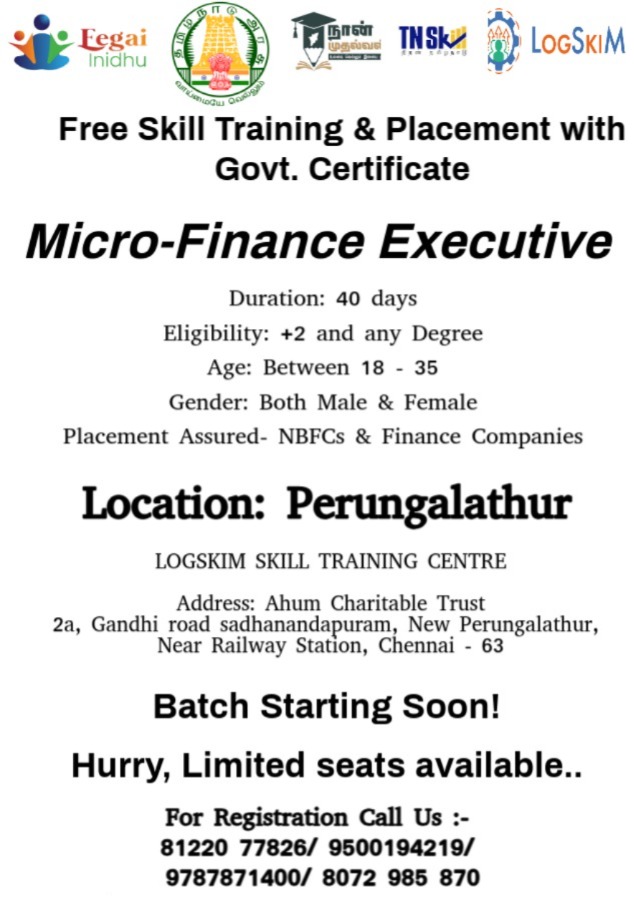 Eegai
Inidhu
தமிழ்நாடு அரசு
வாய்மையே வெல்லும்
நான்
முதல்வன்
TN Skill
LOGSKIM
Free Skill Training & Placement with
Govt. Certificate
Micro-Finance Executive
Duration: 40 days
Eligibility: +2 and any Degree
Age: Between 18 - 35
Gender: Both Male & Female
Placement Assured- NBFCs & Finance Companies
Location: Perungalathur
LOGSKIM SKILL TRAINING CENTRE
Address: Ahum Charitable Trust
2a, Gandhi road sadhanandapuram, New Perungalathur,
Near Railway Station, Chennai - 63
Batch Starting Soon!
Hurry, Limited seats available..
For Registration Call Us :-
81220 77826/ 9500194219/
9787871400/ 8072 985 870